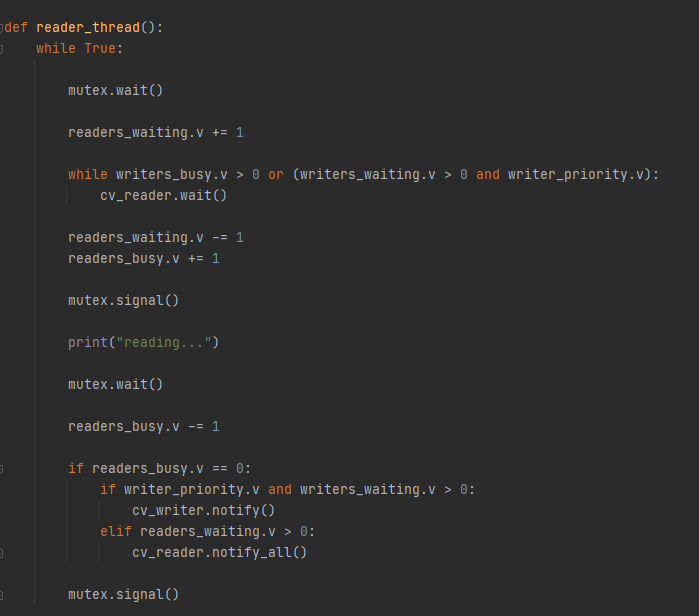 def reader_thread():
    while True:
        mutex.wait()
        readers_waiting.v += 1
        while writers_busy.v > 0 or (writers_waiting.v > 0 and writer_priority.v):
            cv_reader.wait()
        readers_waiting.v -= 1
        readers_busy.v += 1
        mutex.signal()
        print("reading...")
        mutex.wait()
        readers_busy.v -= 1
        if readers_busy.v == 0:
            if writer_priority.v and writers_waiting.v > 0:
                cv_writer.notify()
            elif readers_waiting.v > 0:
                cv_reader.notify_all()
        mutex.signal()